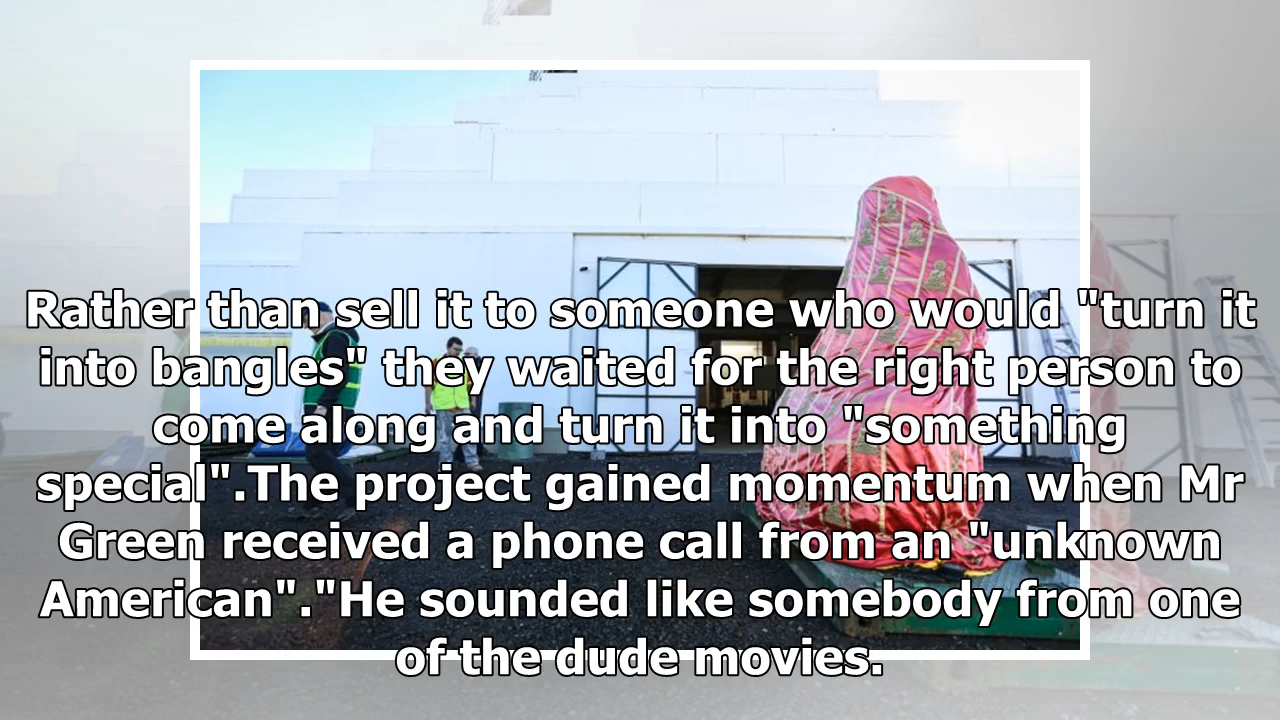 Rather than sell it to someone who would "turn it
into bangles" they waited for the right person to
come along and turn it into "something
special".The project gained momentum when Mr
Green received a phone call from an "unknown
American"."He sounded like somebody from one
of the dude movies.